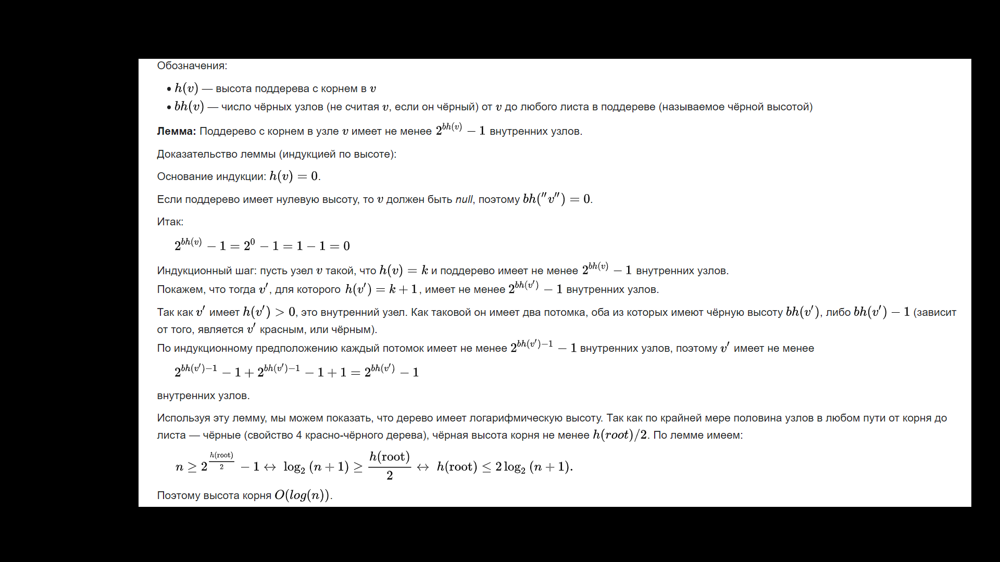 Обозначения:
• h(v) — высота поддерева с корнем в v
• bh(v) — число чёрных узлов (не считая v, если он чёрный) от v до любого листа в поддереве (называемое чёрной высотой)
Лемма: Поддерево с корнем в узле v имеет не менее 2^{bh(v)} − 1 внутренних узлов.
Доказательство леммы (индукцией по высоте):
Основание индукции: h(v) = 0.
Если поддерево имеет нулевую высоту, то v должен быть null, поэтому bh(″v″) = 0.
Итак:
2^{bh(v)} − 1 = 2^0 − 1 = 1 − 1 = 0
Индукционный шаг: пусть узел v такой, что h(v) = k и поддерево имеет не менее 2^{bh(v)} − 1 внутренних узлов.
Покажем, что тогда v′, для которого h(v′) = k + 1, имеет не менее 2^{bh(v′)} − 1 внутренних узлов.
Так как v′ имеет h(v′) > 0, это внутренний узел. Как таковой он имеет два потомка, оба из которых имеют чёрную высоту bh(v′), либо bh(v′) − 1 (зависит
от того, является v′ красным, или чёрным).
По индукционному предположению каждый потомок имеет не менее 2^{bh(v′)−1} − 1 внутренних узлов, поэтому v′ имеет не менее
2^{bh(v′)−1} − 1 + 2^{bh(v′)−1} − 1 + 1 = 2^{bh(v′)} − 1
внутренних узлов.
Используя эту лемму, мы можем показать, что дерево имеет логарифмическую высоту. Так как по крайней мере половина узлов в любом пути от корня до
листа — чёрные (свойство 4 красно-чёрного дерева), чёрная высота корня не менее h(root)/2. По лемме имеем:
n ≥ 2^{h(root)/2} − 1 ↔ log_2 (n + 1) ≥ h(root)/2 ↔ h(root) ≤ 2 log_2 (n + 1).
Поэтому высота корня O(log(n)).